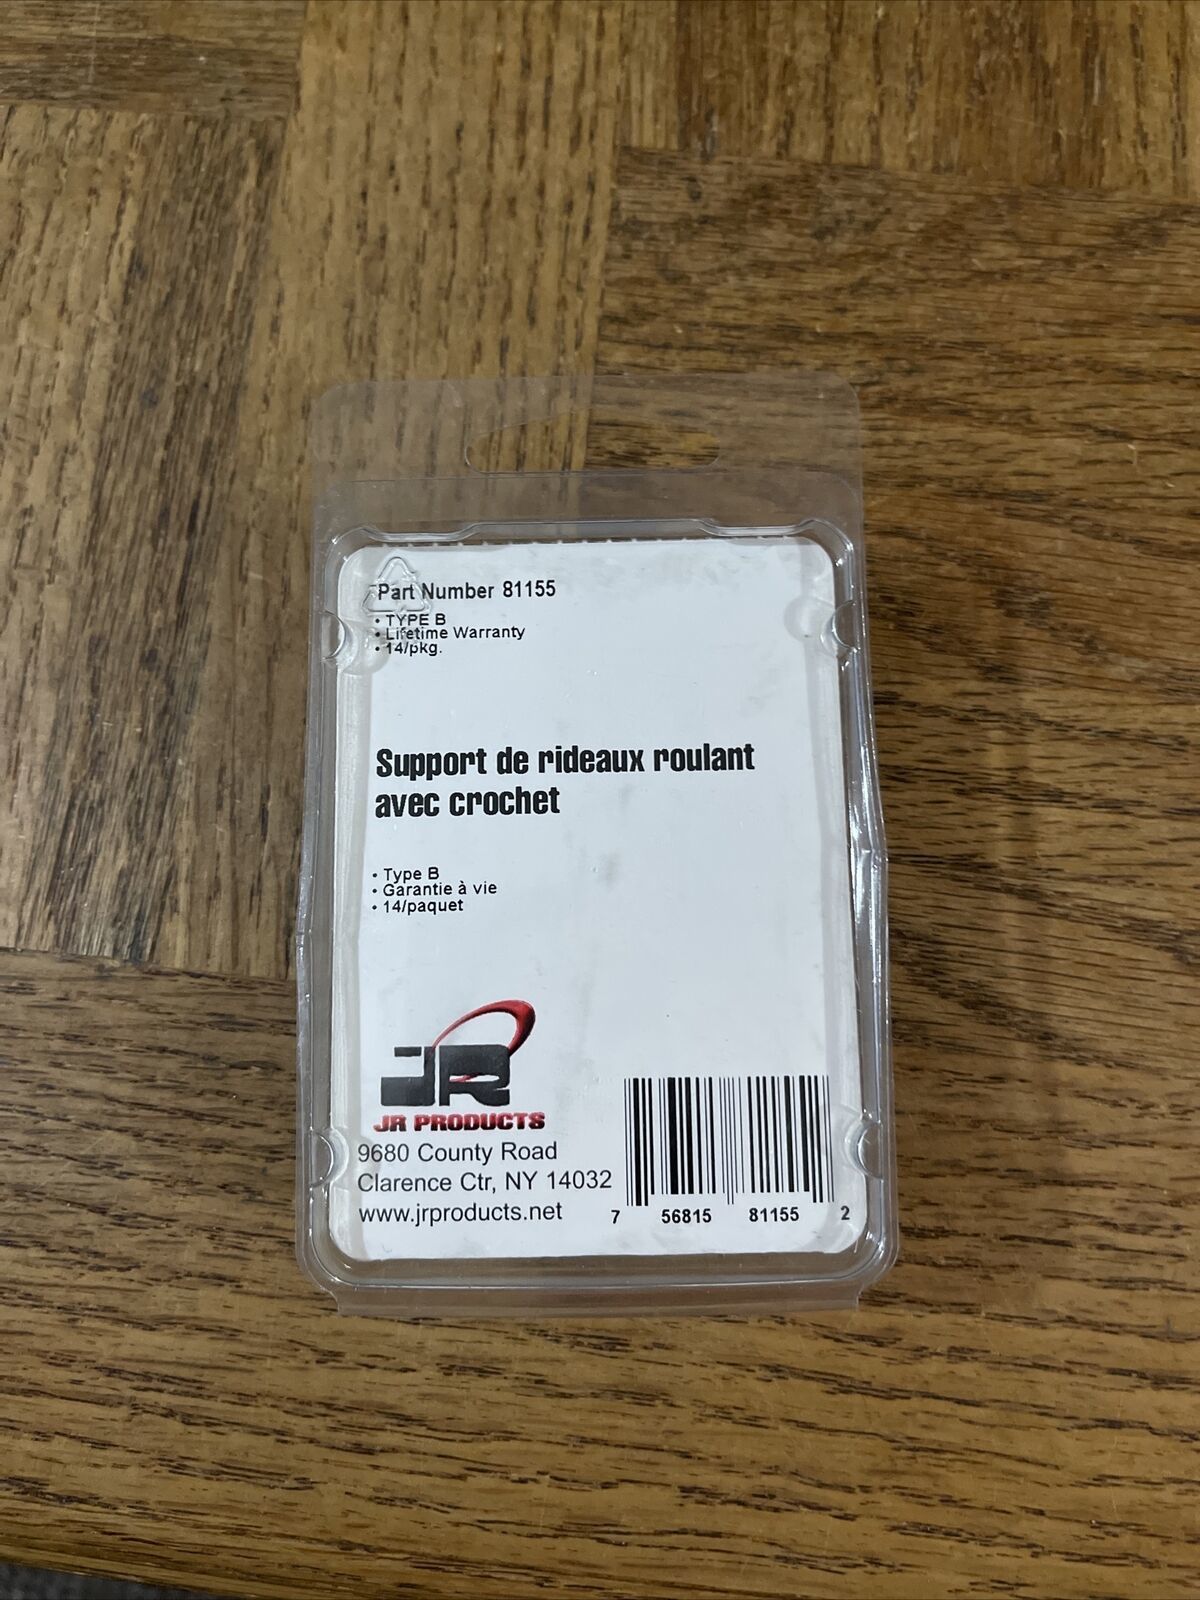 Part Number 81155
• TYPE B
• Lifetime Warranty
• 14/pkg.
Support de rideaux roulant
avec crochet
• Type B
• Garantie à vie
• 14/paquet
JR
JR PRODUCTS
9680 County Road
Clarence Ctr, NY 14032
www.jrproducts.net
7 56815 81155 2